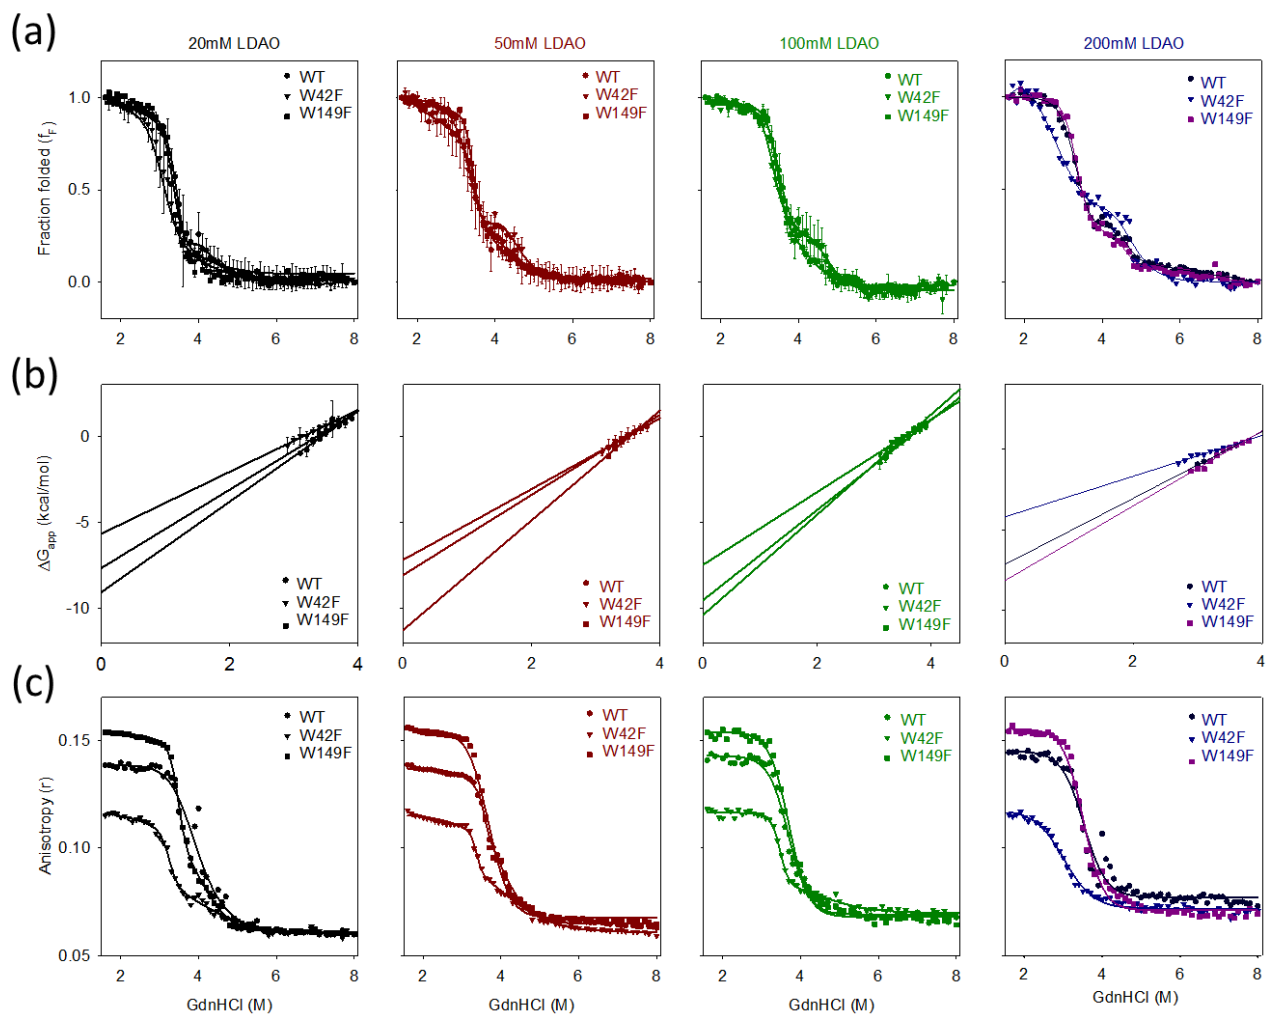 (a)
20mM LDAO 50mM LDAO 100mM LDAO 200mM LDAO
WT WT WT WT
W42F W42F W42F W42F
W149F W149F W149F W149F
Fraction folded (fF)
1.0
0.5
0.0
2 4 6 8 2 4 6 8 2 4 6 8 2 4 6 8
(b)
ΔGapp (kcal/mol)
0
-5
-10
WT WT WT WT
W42F W42F W42F W42F
W149F W149F W149F W149F
0 2 4 0 2 4 0 2 4 0 2 4
(c)
WT WT WT WT
W42F W42F W42F W42F
W149F W149F W149F W149F
Anisotropy (r)
0.15
0.10
0.05
2 4 6 8 2 4 6 8 2 4 6 8 2 4 6 8
GdnHCl (M) GdnHCl (M) GdnHCl (M) GdnHCl (M)